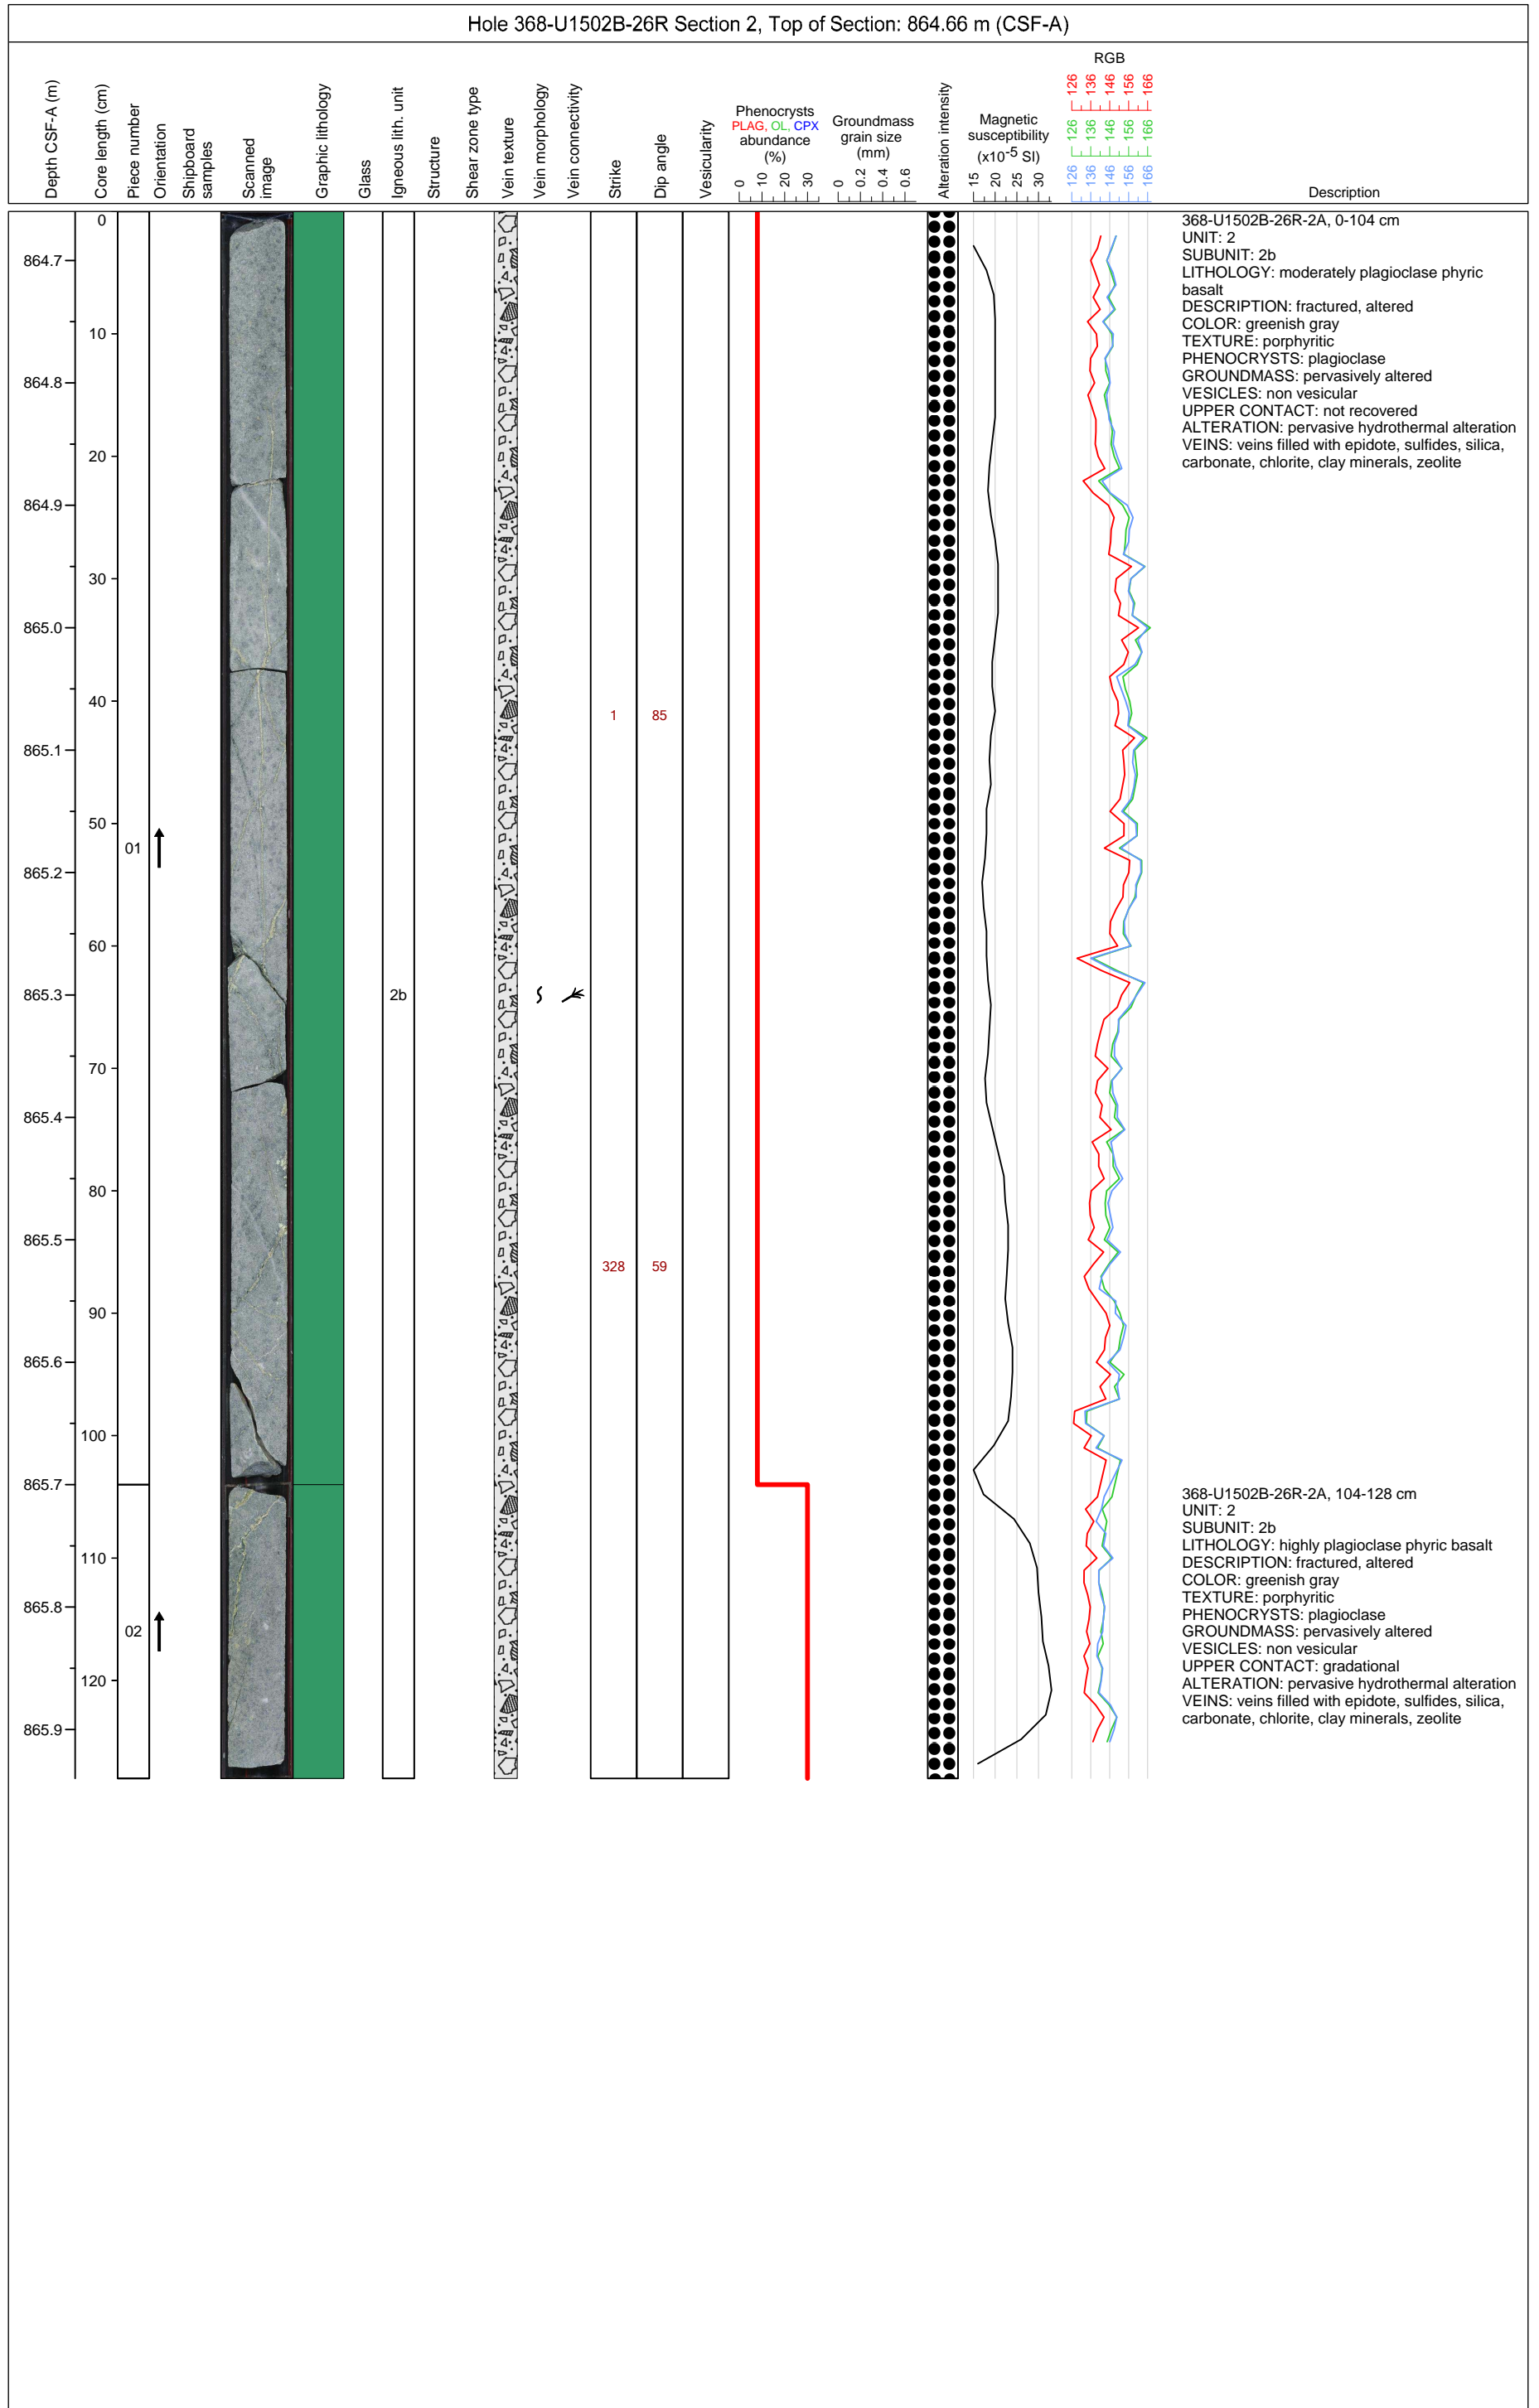 Hole 368-U1502B-26R Section 2, Top of Section: 864.66 m (CSF-A)
Depth CSF-A (m)
Core length (cm)
Piece number
Orientation
Shipboard
samples
Scanned
image
Graphic lithology
Glass
Igneous lith. unit
Structure
Shear zone type
Vein texture
Vein morphology
Vein connectivity
Strike
Dip angle
Vesicularity
Phenocrysts
PLAG, OL, CPX
abundance
(%)
0 10 20 30
Groundmass
grain size
(mm)
0 0.2 0.4 0.6
Alteration intensity
Magnetic
susceptibility
(x10-5 SI)
15 20 25 30
RGB
126 136 146 156 166
126 136 146 156 166
126 136 146 156 166
Description
0
864.7
10
864.8
20
864.9
30
865.0
40
1 85
865.1
50
01
865.2
60
865.3
2b
70
865.4
80
865.5
328 59
90
865.6
100
865.7
110
865.8
02
120
865.9
368-U1502B-26R-2A, 0-104 cm
UNIT: 2
SUBUNIT: 2b
LITHOLOGY: moderately plagioclase phyric
basalt
DESCRIPTION: fractured, altered
COLOR: greenish gray
TEXTURE: porphyritic
PHENOCRYSTS: plagioclase
GROUNDMASS: pervasively altered
VESICLES: non vesicular
UPPER CONTACT: not recovered
ALTERATION: pervasive hydrothermal alteration
VEINS: veins filled with epidote, sulfides, silica,
carbonate, chlorite, clay minerals, zeolite
368-U1502B-26R-2A, 104-128 cm
UNIT: 2
SUBUNIT: 2b
LITHOLOGY: highly plagioclase phyric basalt
DESCRIPTION: fractured, altered
COLOR: greenish gray
TEXTURE: porphyritic
PHENOCRYSTS: plagioclase
GROUNDMASS: pervasively altered
VESICLES: non vesicular
UPPER CONTACT: gradational
ALTERATION: pervasive hydrothermal alteration
VEINS: veins filled with epidote, sulfides, silica,
carbonate, chlorite, clay minerals, zeolite